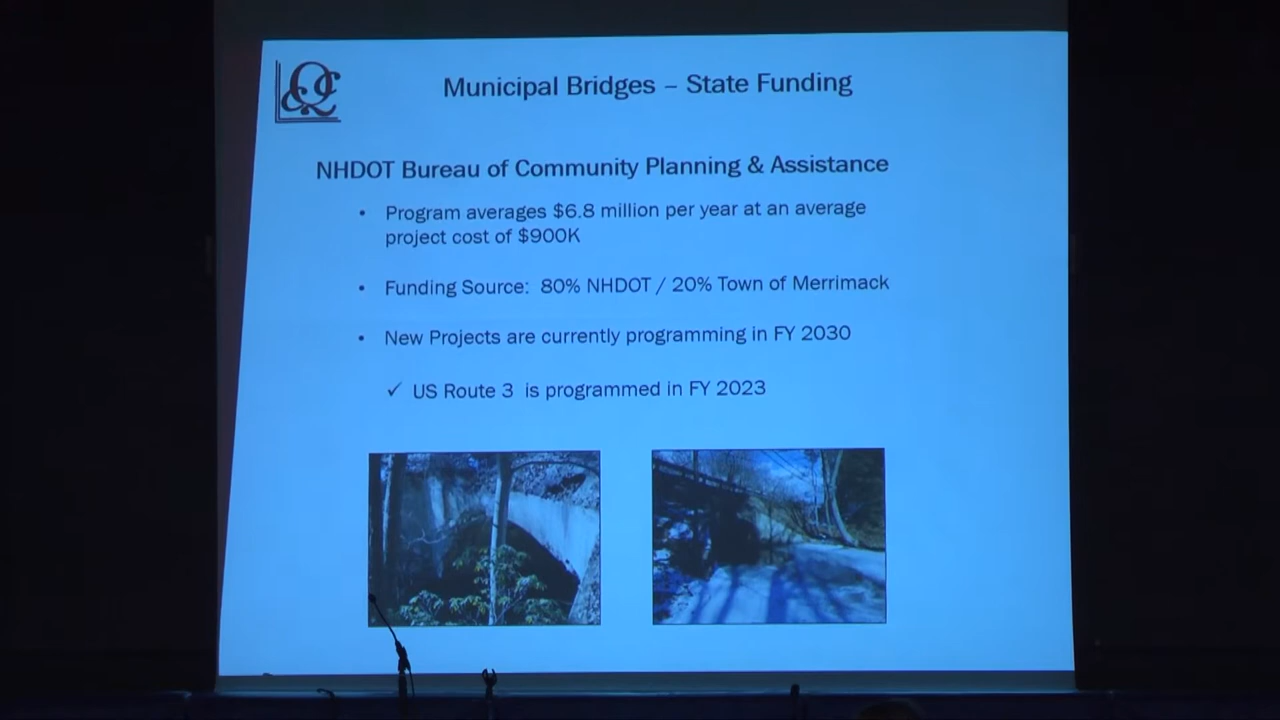 Municipal Bridges – State Funding
NHDOT Bureau of Community Planning & Assistance
• Program averages $6.8 million per year at an average
project cost of $900K
• Funding Source: 80% NHDOT / 20% Town of Merrimack
• New Projects are currently programming in FY 2030
✓ US Route 3 is programmed in FY 2023